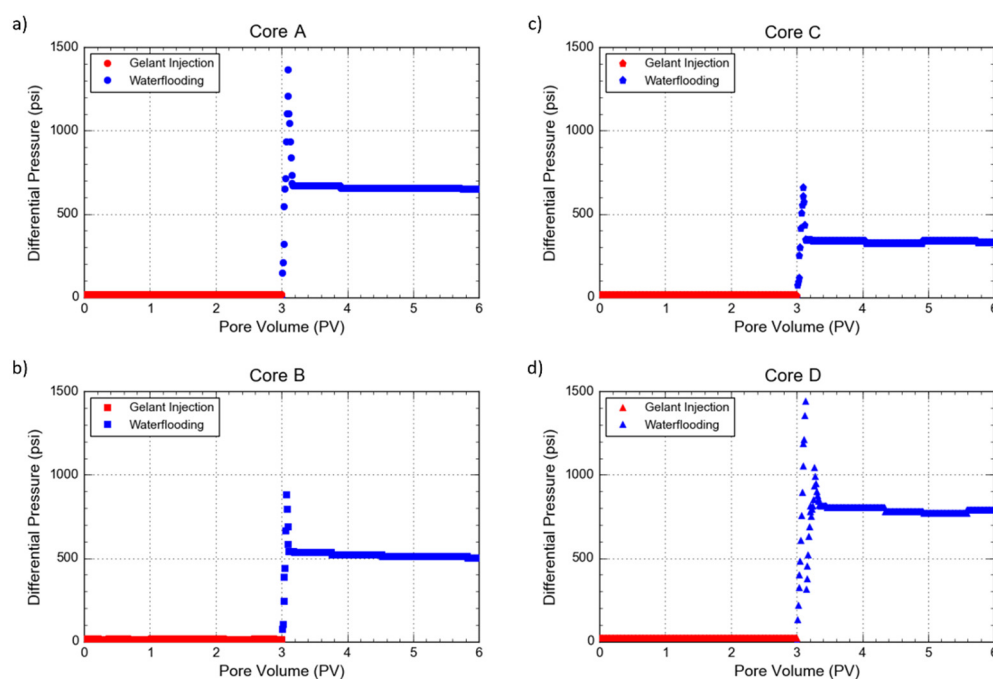 a)
Core A
1500
1000
500
0
Differential Pressure (psi)
Gelant Injection
Waterflooding
0 1 2 3 4 5 6
Pore Volume (PV)
c)
Core C
1500
1000
500
0
Differential Pressure (psi)
Gelant Injection
Waterflooding
0 1 2 3 4 5 6
Pore Volume (PV)
b)
Core B
1500
1000
500
0
Differential Pressure (psi)
Gelant Injection
Waterflooding
0 1 2 3 4 5 6
Pore Volume (PV)
d)
Core D
1500
1000
500
0
Differential Pressure (psi)
Gelant Injection
Waterflooding
0 1 2 3 4 5 6
Pore Volume (PV)